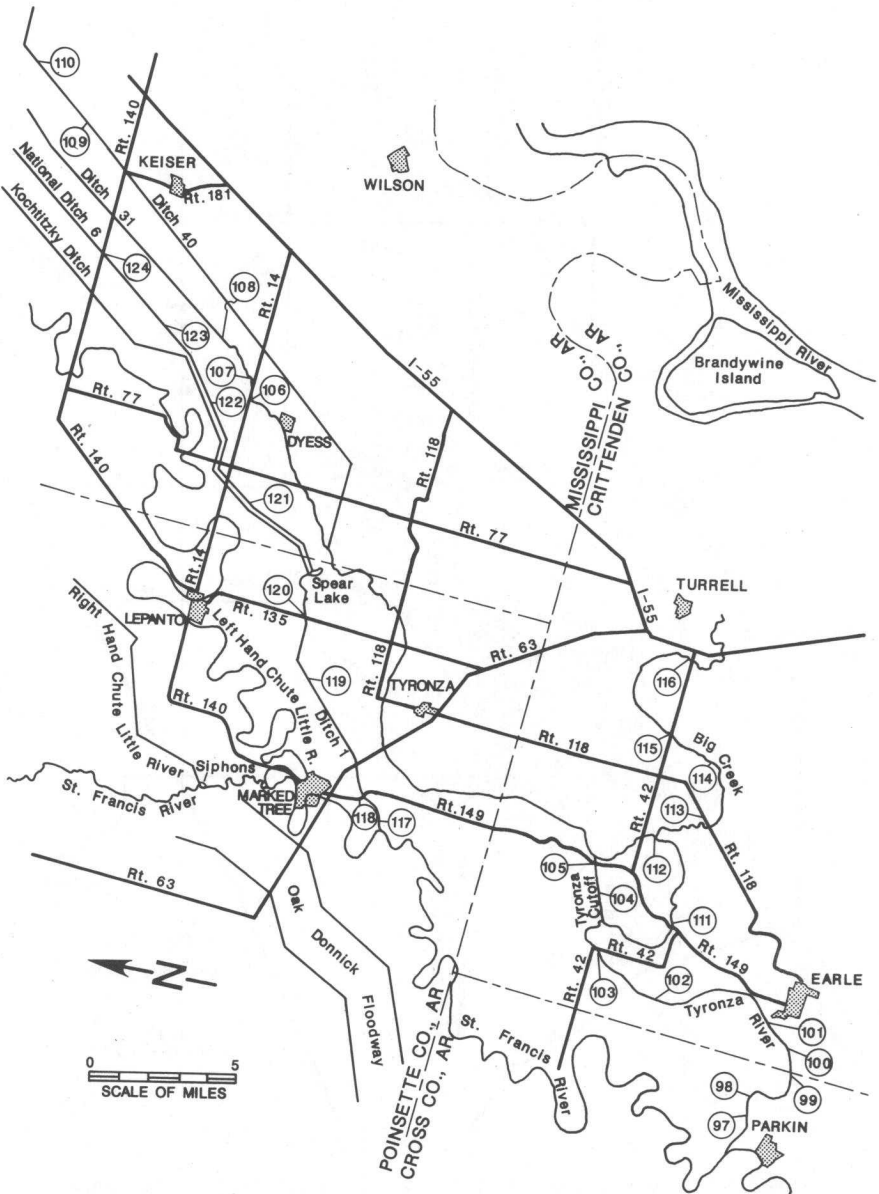 110
109
Rt. 140
KEISER
Rt. 181
WILSON
Ditch 31
Ditch 40
National Ditch 6
Kochtitzky Ditch
124
108
Rt. 14
123
107
122
106
DYESS
I-55
MISSISSIPPI CO., AR
CRITTENDEN CO., AR
Mississippi River
Brandywine
Island
Rt. 77
Rt. 140
Rt. 118
121
Rt. 77
Rt. 14
120
Spear
Lake
I-55
TURRELL
LEPANTO
Rt. 135
Right Hand Chute Little River
Left Hand Chute Little R.
Rt. 63
119
Rt. 118
TYRONZA
116
Rt. 140
Ditch 1
Rt. 118
115
Big Creek
114
Siphons
St. Francis River
MARKED
TREE
Rt. 42
113
118
117
Rt. 149
112
Rt. 118
Rt. 63
105
104
Tyronza
Cutoff
111
Oak Donnick Floodway
Rt. 42
Rt. 149
N
Rt. 42
103
102
Tyronza River
EARLE
101
100
St. Francis River
0 5
SCALE OF MILES
POINSETTE CO., AR
CROSS CO., AR
98
99
97
PARKIN